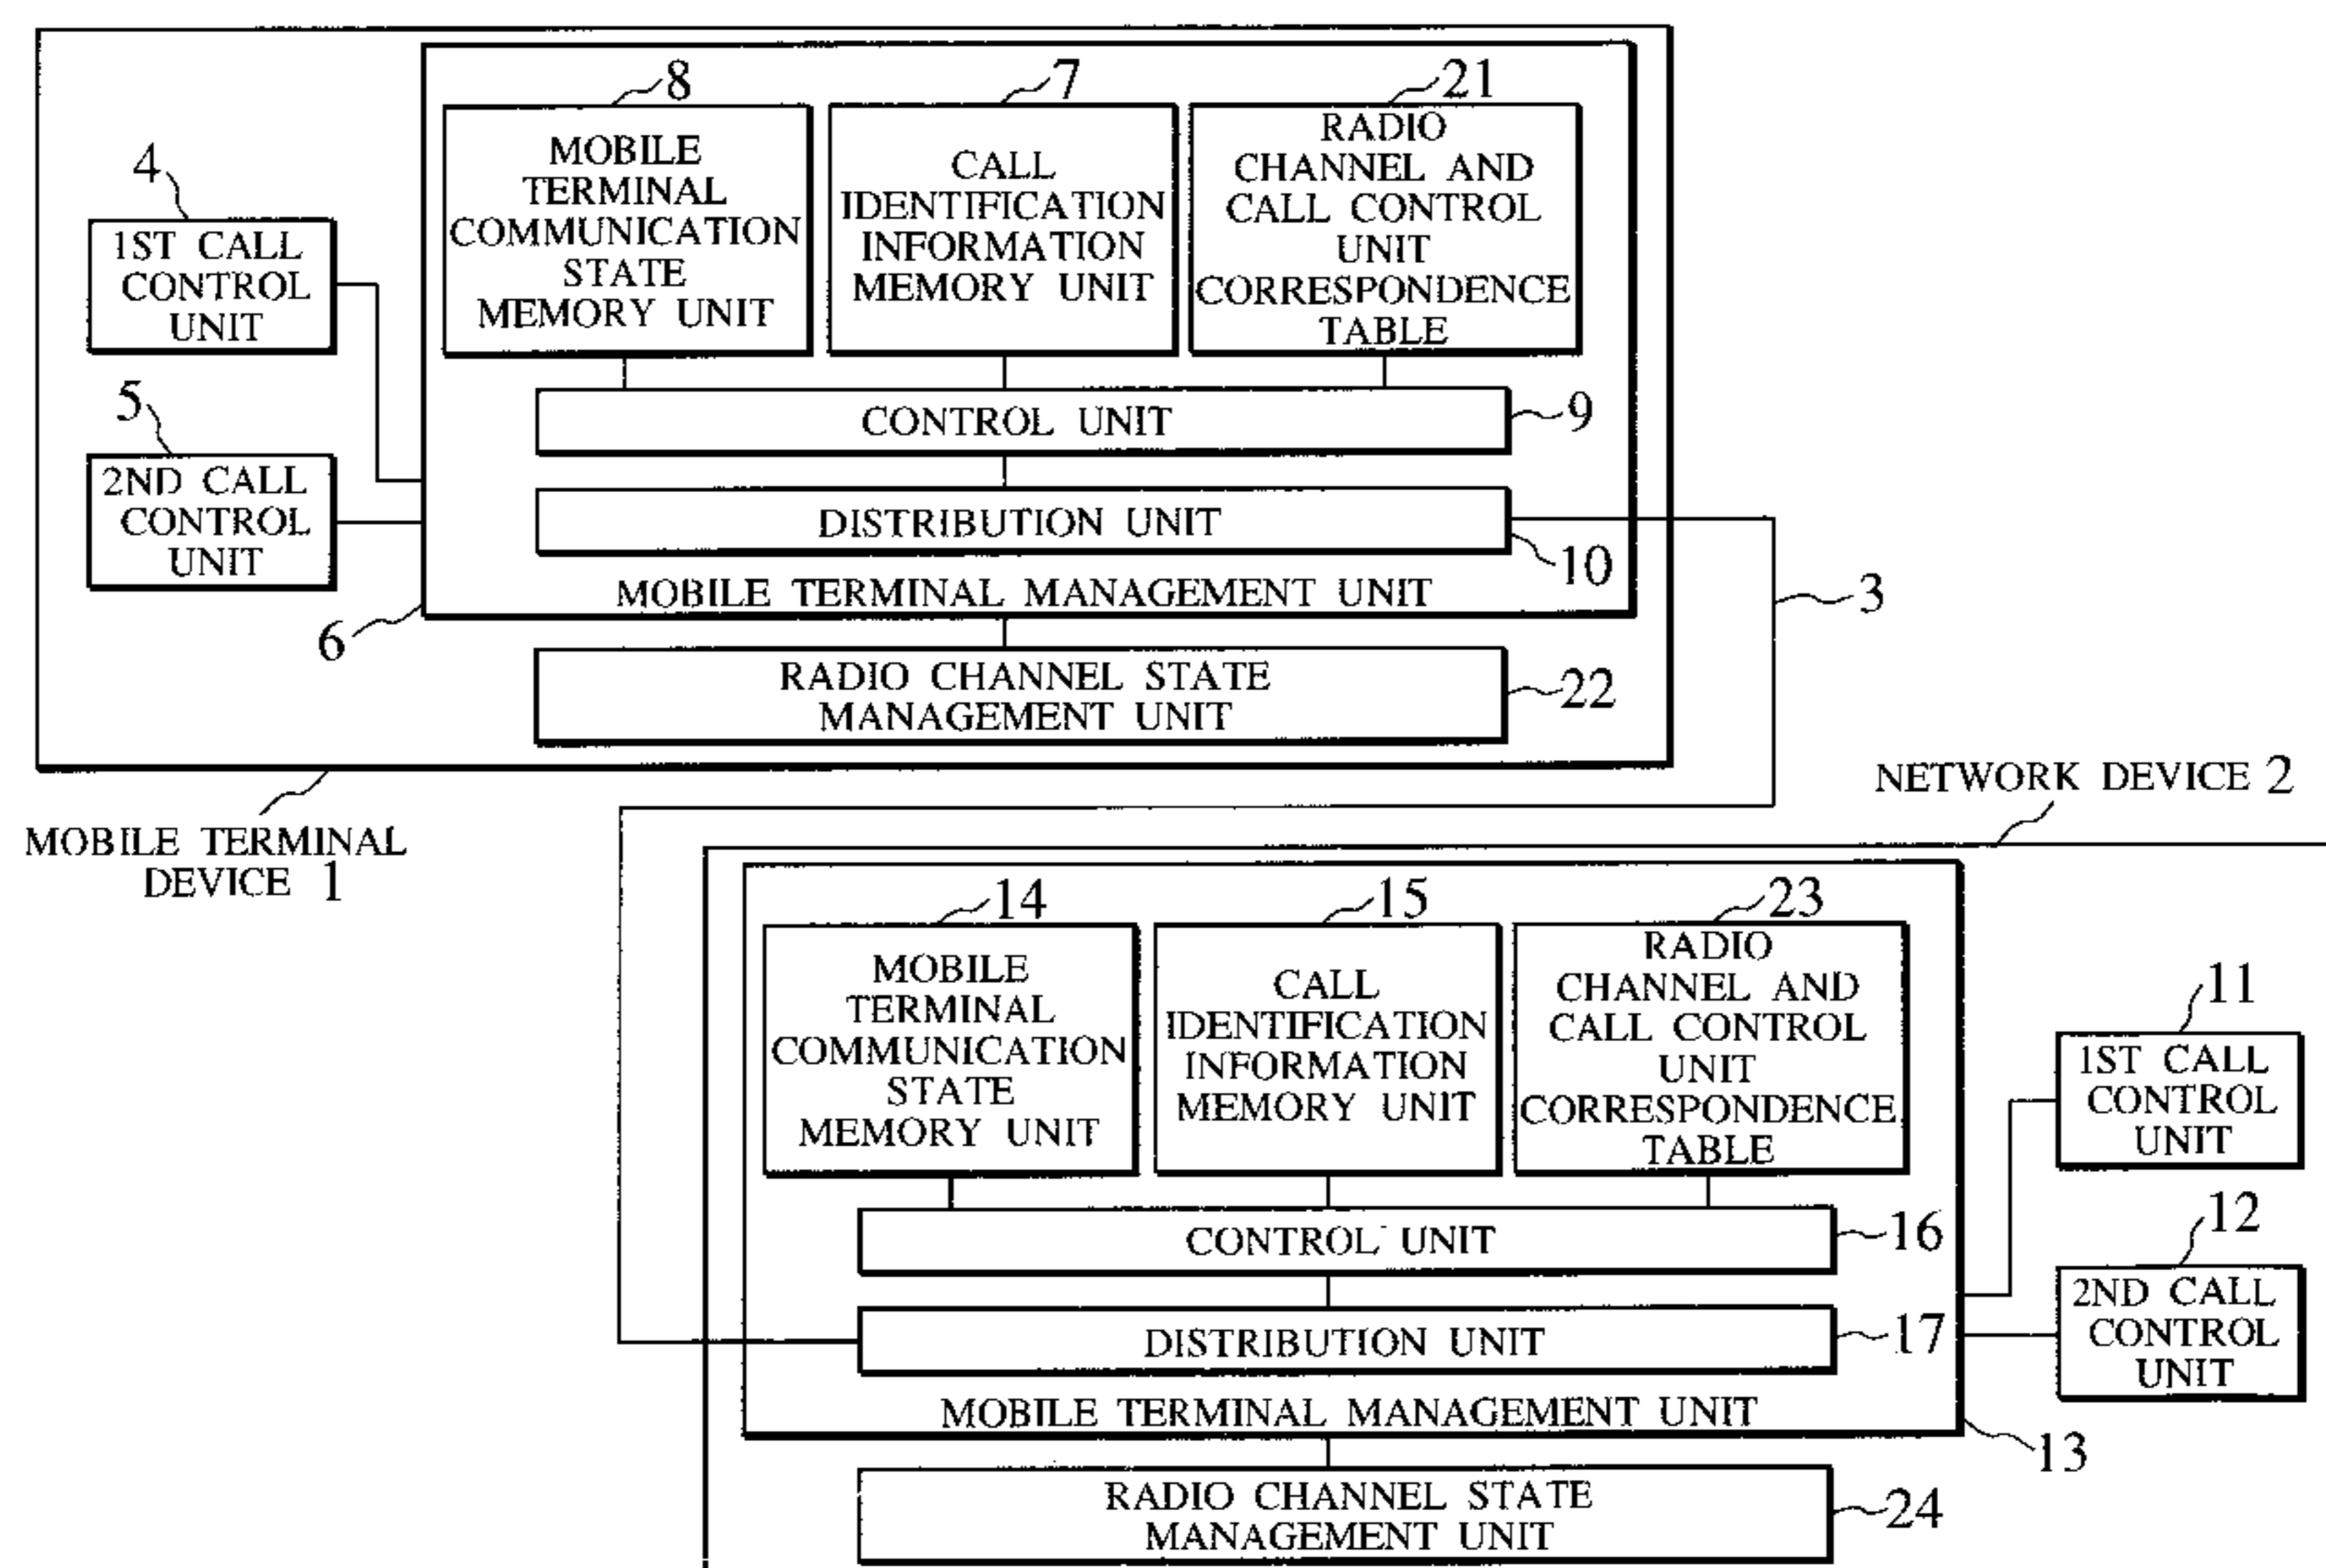 8
7
21
MOBILE
TERMINAL
COMMUNICATION
STATE
MEMORY UNIT
CALL
IDENTIFICATION
INFORMATION
MEMORY UNIT
RADIO
CHANNEL AND
CALL CONTROL
UNIT
CORRESPONDENCE
TABLE
4
1ST CALL
CONTROL
UNIT
5
2ND CALL
CONTROL
UNIT
CONTROL UNIT
9
DISTRIBUTION UNIT
10
MOBILE TERMINAL MANAGEMENT UNIT
6
3
RADIO CHANNEL STATE
MANAGEMENT UNIT
22
MOBILE TERMINAL
DEVICE 1
NETWORK DEVICE 2
14
15
23
MOBILE
TERMINAL
COMMUNICATION
STATE
MEMORY UNIT
CALL
IDENTIFICATION
INFORMATION
MEMORY UNIT
RADIO
CHANNEL AND
CALL CONTROL
UNIT
CORRESPONDENCE
TABLE
11
1ST CALL
CONTROL
UNIT
12
2ND CALL
CONTROL
UNIT
CONTROL UNIT
16
DISTRIBUTION UNIT
17
MOBILE TERMINAL MANAGEMENT UNIT
13
RADIO CHANNEL STATE
MANAGEMENT UNIT
24